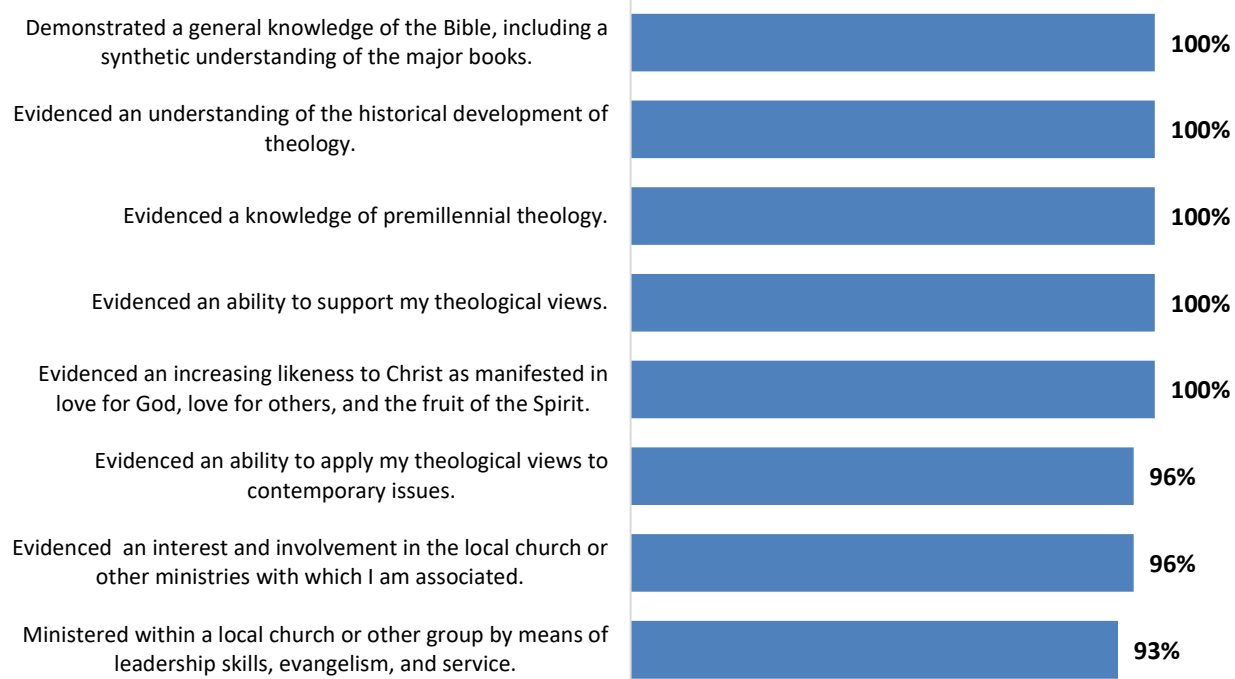 Demonstrated a general knowledge of the Bible, including a
synthetic understanding of the major books.
100%
Evidenced an understanding of the historical development of
theology.
100%
Evidenced a knowledge of premillennial theology.
100%
Evidenced an ability to support my theological views.
100%
Evidenced an increasing likeness to Christ as manifested in
love for God, love for others, and the fruit of the Spirit.
100%
Evidenced an ability to apply my theological views to
contemporary issues.
96%
Evidenced  an interest and involvement in the local church or
other ministries with which I am associated.
96%
Ministered within a local church or other group by means of
leadership skills, evangelism, and service.
93%